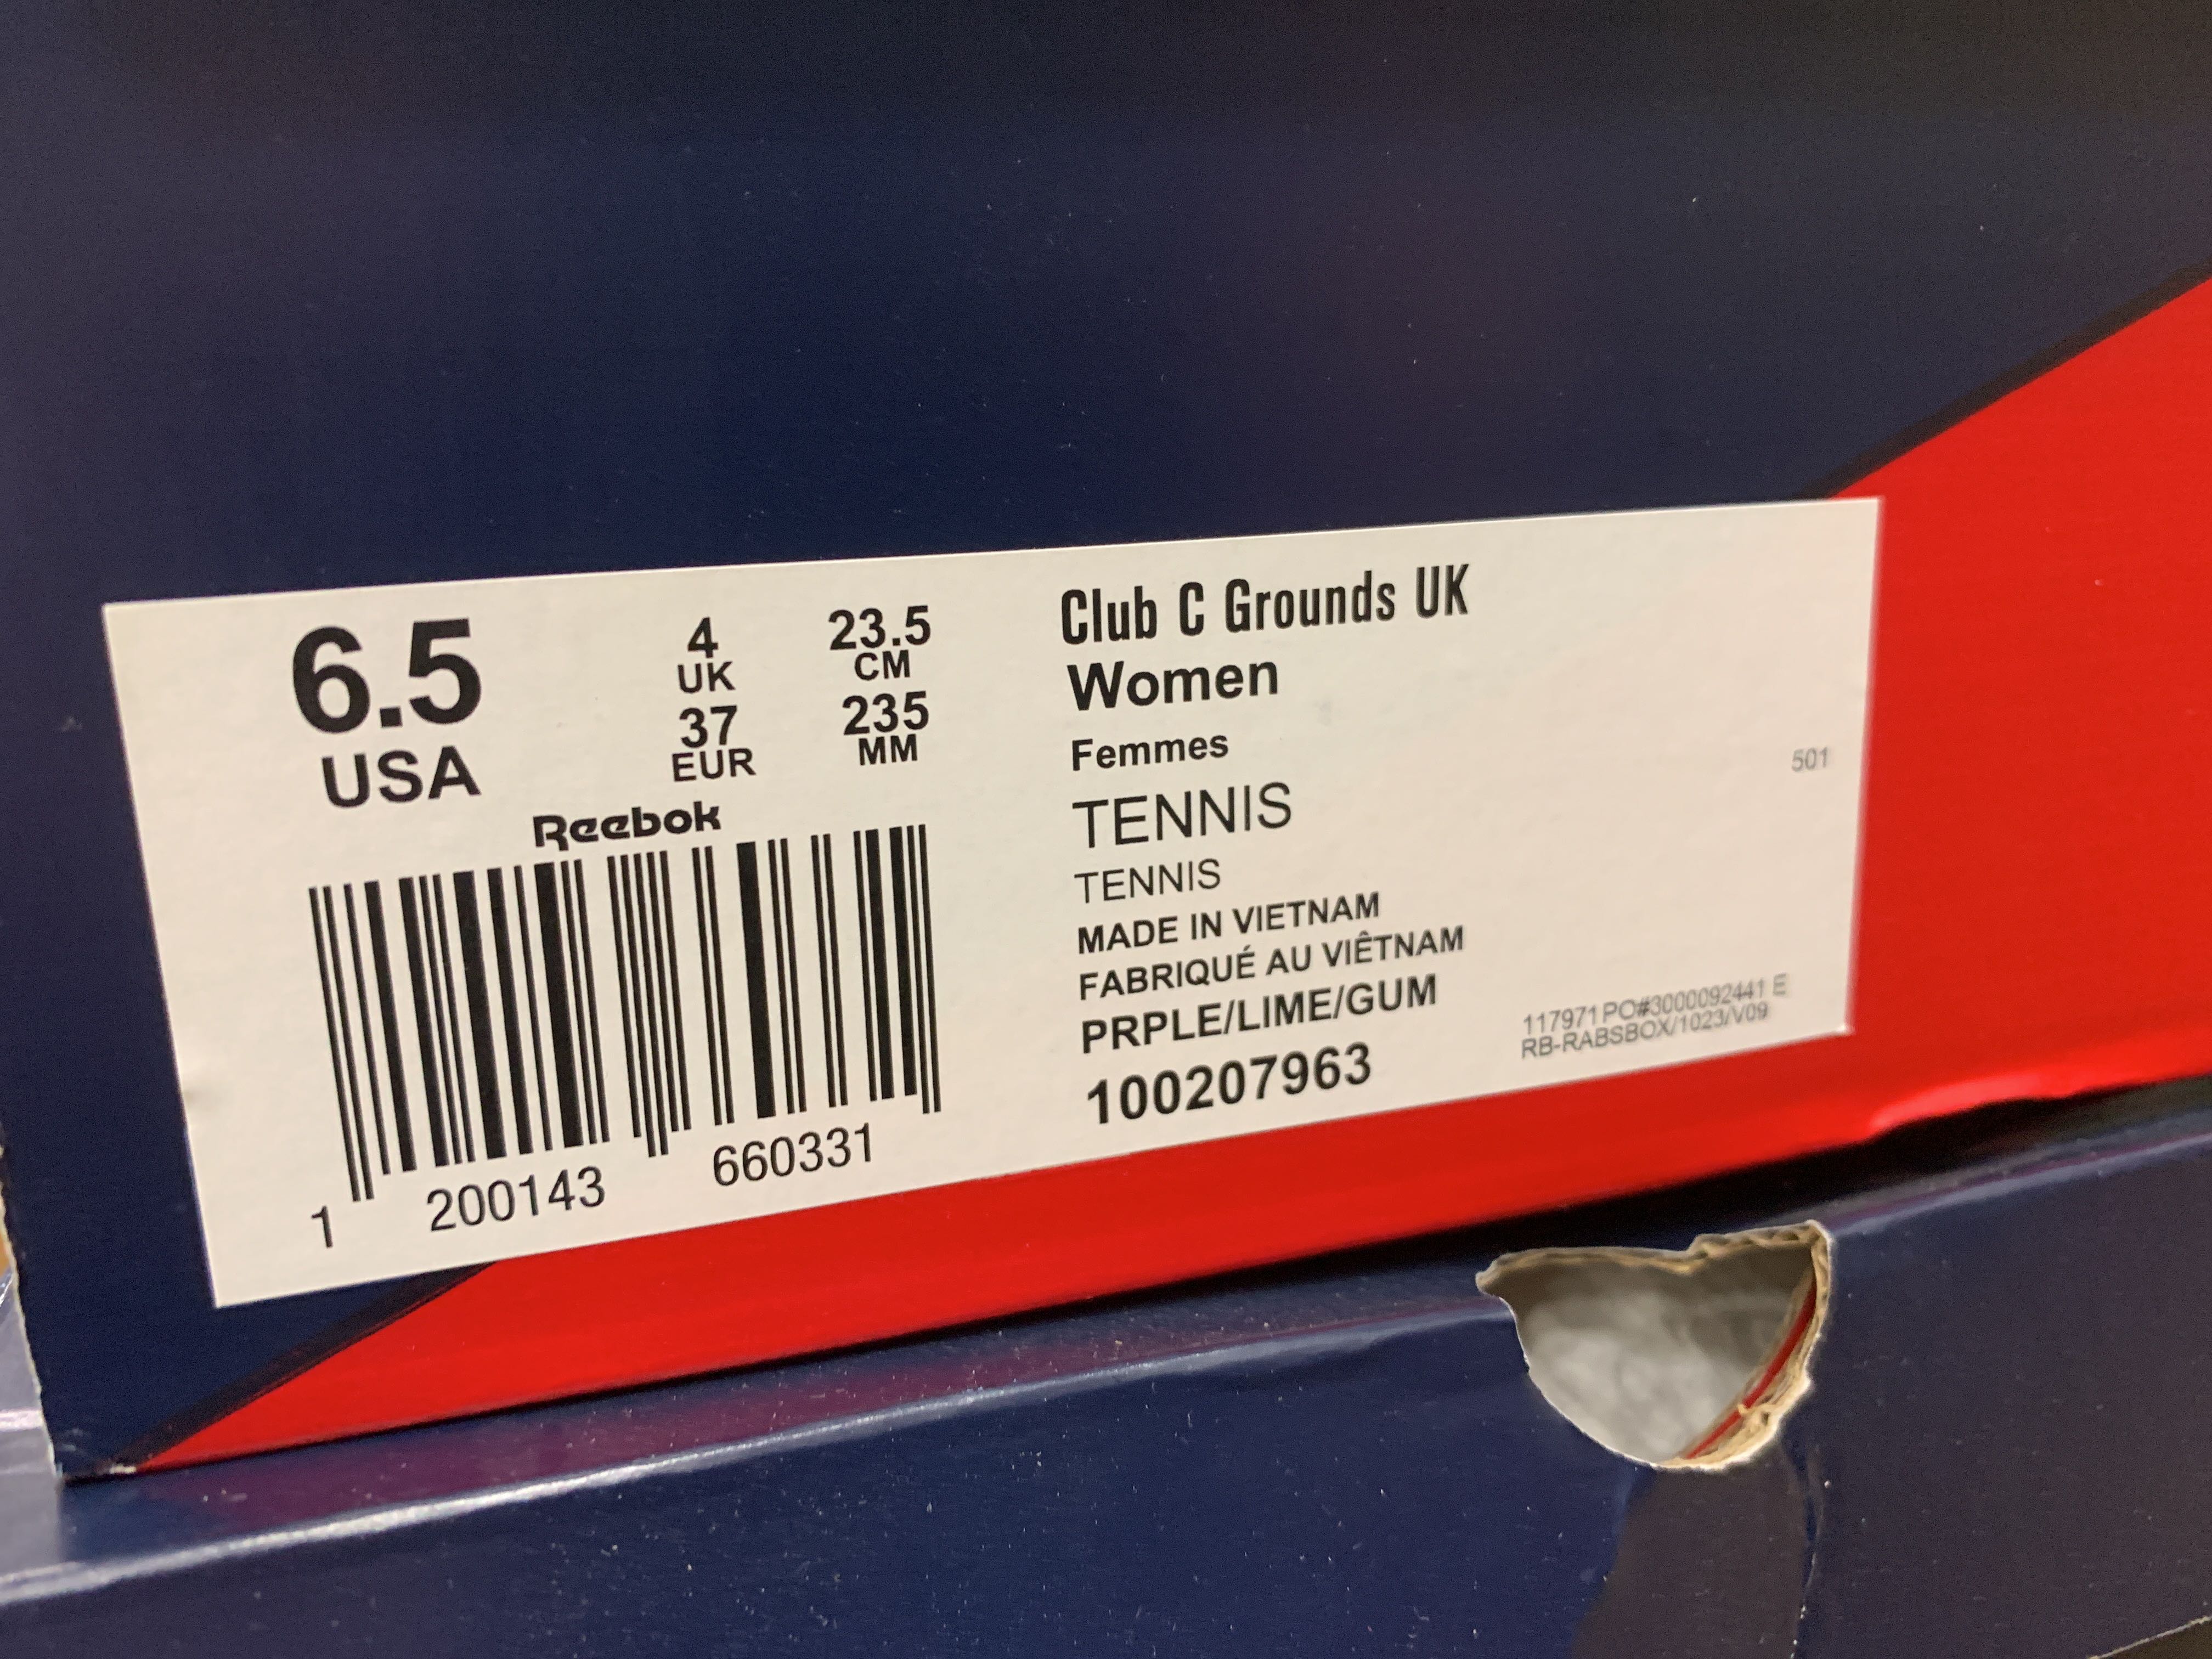 6.5
USA
4
UK
37
EUR
23.5
CM
235
MM
Reebok
1 200143 660331
Club C Grounds UK
Women
Femmes
TENNIS
TENNIS
MADE IN VIETNAM
FABRIQUÉ AU VIÊTNAM
PRPLE/LIME/GUM
100207963
501
117971 PO#3000092441 E
RB-RABSBOX/1023/V09